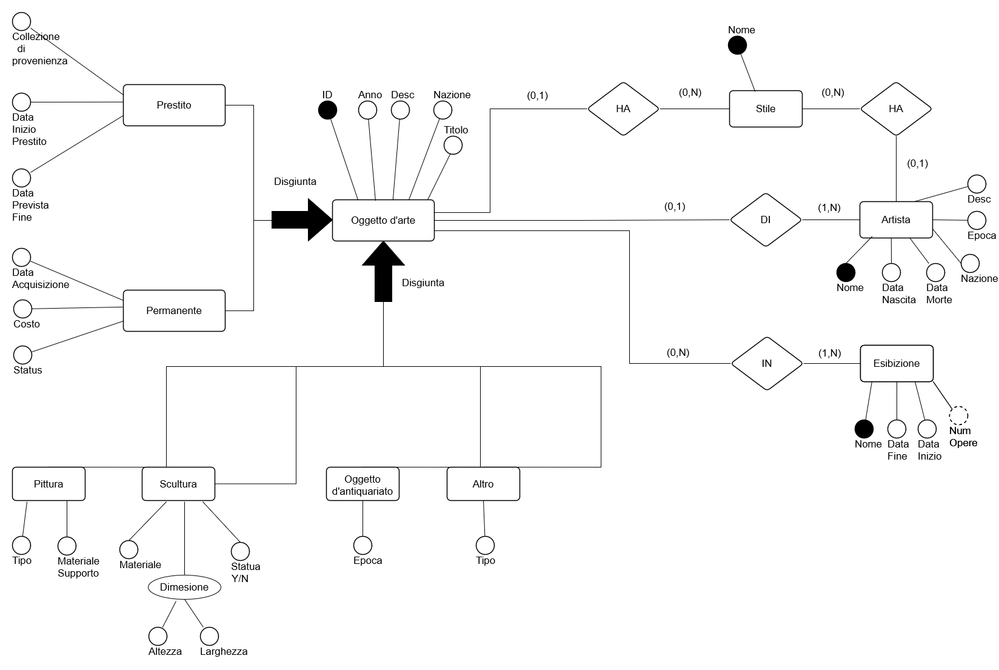 Collezione
di
provenienza
Data
Inizio
Prestito
Data
Prevista
Fine
Prestito
Data
Acquisizione
Costo
Status
Permanente
Disgiunta
ID
Anno
Desc
Nazione
Titolo
Oggetto d'arte
Disgiunta
(0,1)
HA
(0,N)
Nome
Stile
(0,N)
HA
(0,1)
(0,1)
DI
(1,N)
Artista
Desc
Epoca
Nazione
Nome
Data
Nascita
Data
Morte
(0,N)
IN
(1,N)
Esibizione
Nome
Data
Fine
Data
Inizio
Num
Opere
Pittura
Tipo
Materiale
Supporto
Scultura
Materiale
Statua
Y/N
Dimesione
Altezza
Larghezza
Oggetto
d'antiquariato
Epoca
Altro
Tipo